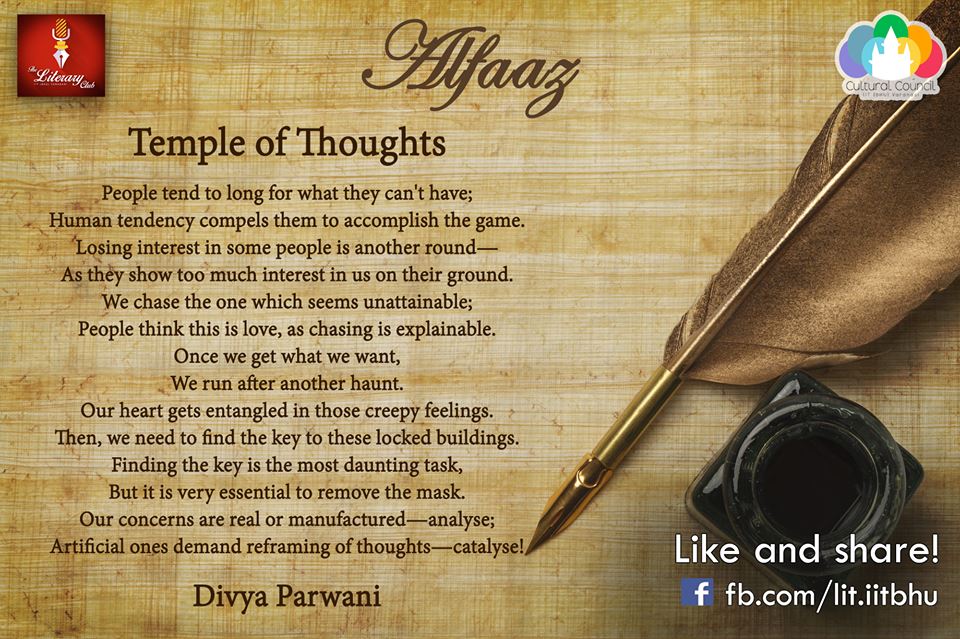 The
Literary
Club
Alfaaz
Cultural Council
IIT (BHU) Varanasi
Temple of Thoughts
People tend to long for what they can't have;
Human tendency compels them to accomplish the game.
Losing interest in some people is another round—
As they show too much interest in us on their ground.
We chase the one which seems unattainable;
People think this is love, as chasing is explainable.
Once we get what we want,
We run after another haunt.
Our heart gets entangled in those creepy feelings.
Then, we need to find the key to these locked buildings.
Finding the key is the most daunting task,
But it is very essential to remove the mask.
Our concerns are real or manufactured—analyse;
Artificial ones demand reframing of thoughts—catalyse!
Divya Parwani
Like and share!
f fb.com/lit.iitbhu